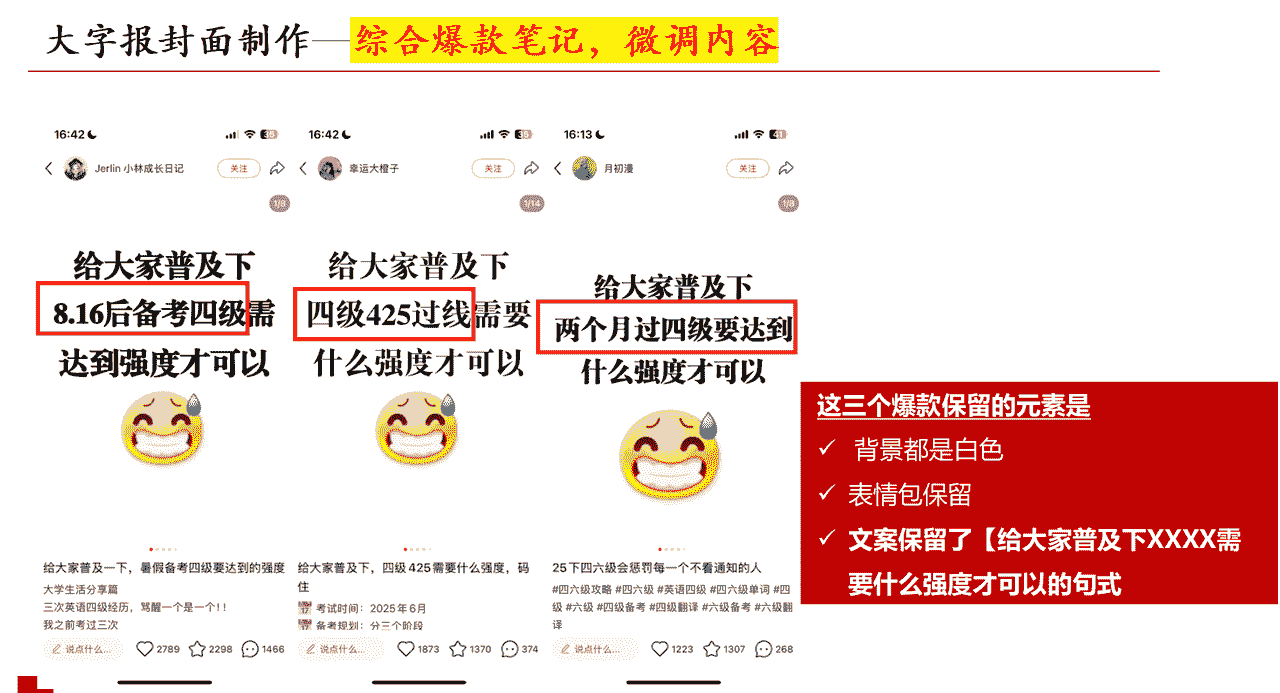 大字报封面制作—综合爆款笔记，微调内容
16:42
35
Jerlin 小林成长日记
关注
1/8
给大家普及下
8.16后备考四级需
达到强度才可以
给大家普及一下，暑假备考四级要达到的强度
大学生活分享篇
三次英语四级经历，骂醒一个是一个！！
我之前考过三次
说点什么...
2789
2298
1466
16:42
35
幸运大橙子
关注
1/14
给大家普及下
四级425过线需要
什么强度才可以
给大家普及下，四级 425 需要什么强度，码
住
考试时间：2025 年 6 月
备考规划：分三个阶段
说点什么...
1873
1370
374
16:13
41
月初漫
关注
1/8
给大家普及下
两个月过四级要达到
什么强度才可以
25下四六级会惩罚每一个不看通知的人
#四六级攻略 #四六级 #英语四级 #四六级单词 #四
级 #六级 #四级备考 #四级翻译 #六级备考 #六级翻
译
说点什么...
1223
1307
268
这三个爆款保留的元素是
✓ 背景都是白色
✓ 表情包保留
✓ 文案保留了【给大家普及下XXXX需
要什么强度才可以的句式